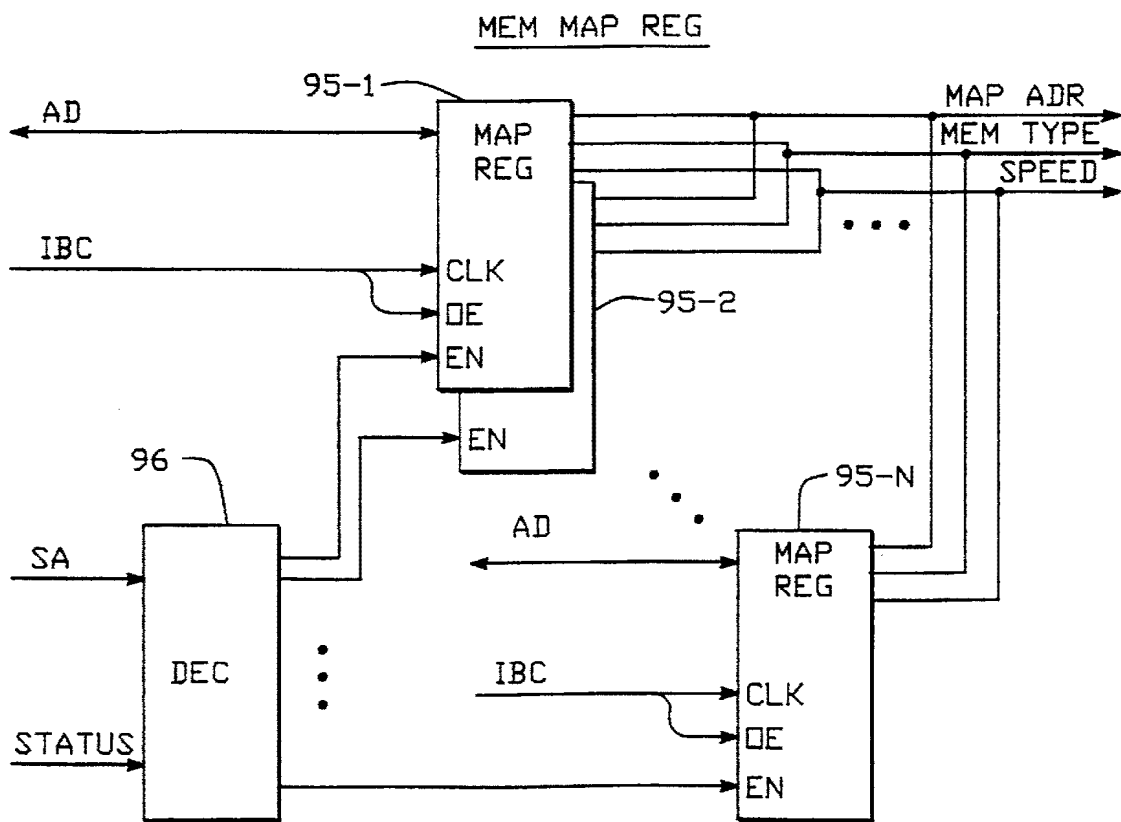 MEM MAP REG
95-1
AD
MAP REG
MAP ADR
MEM TYPE
SPEED
IBC
CLK
OE
EN
95-2
EN
96
95-N
SA
AD
MAP REG
DEC
IBC
CLK
OE
STATUS
EN